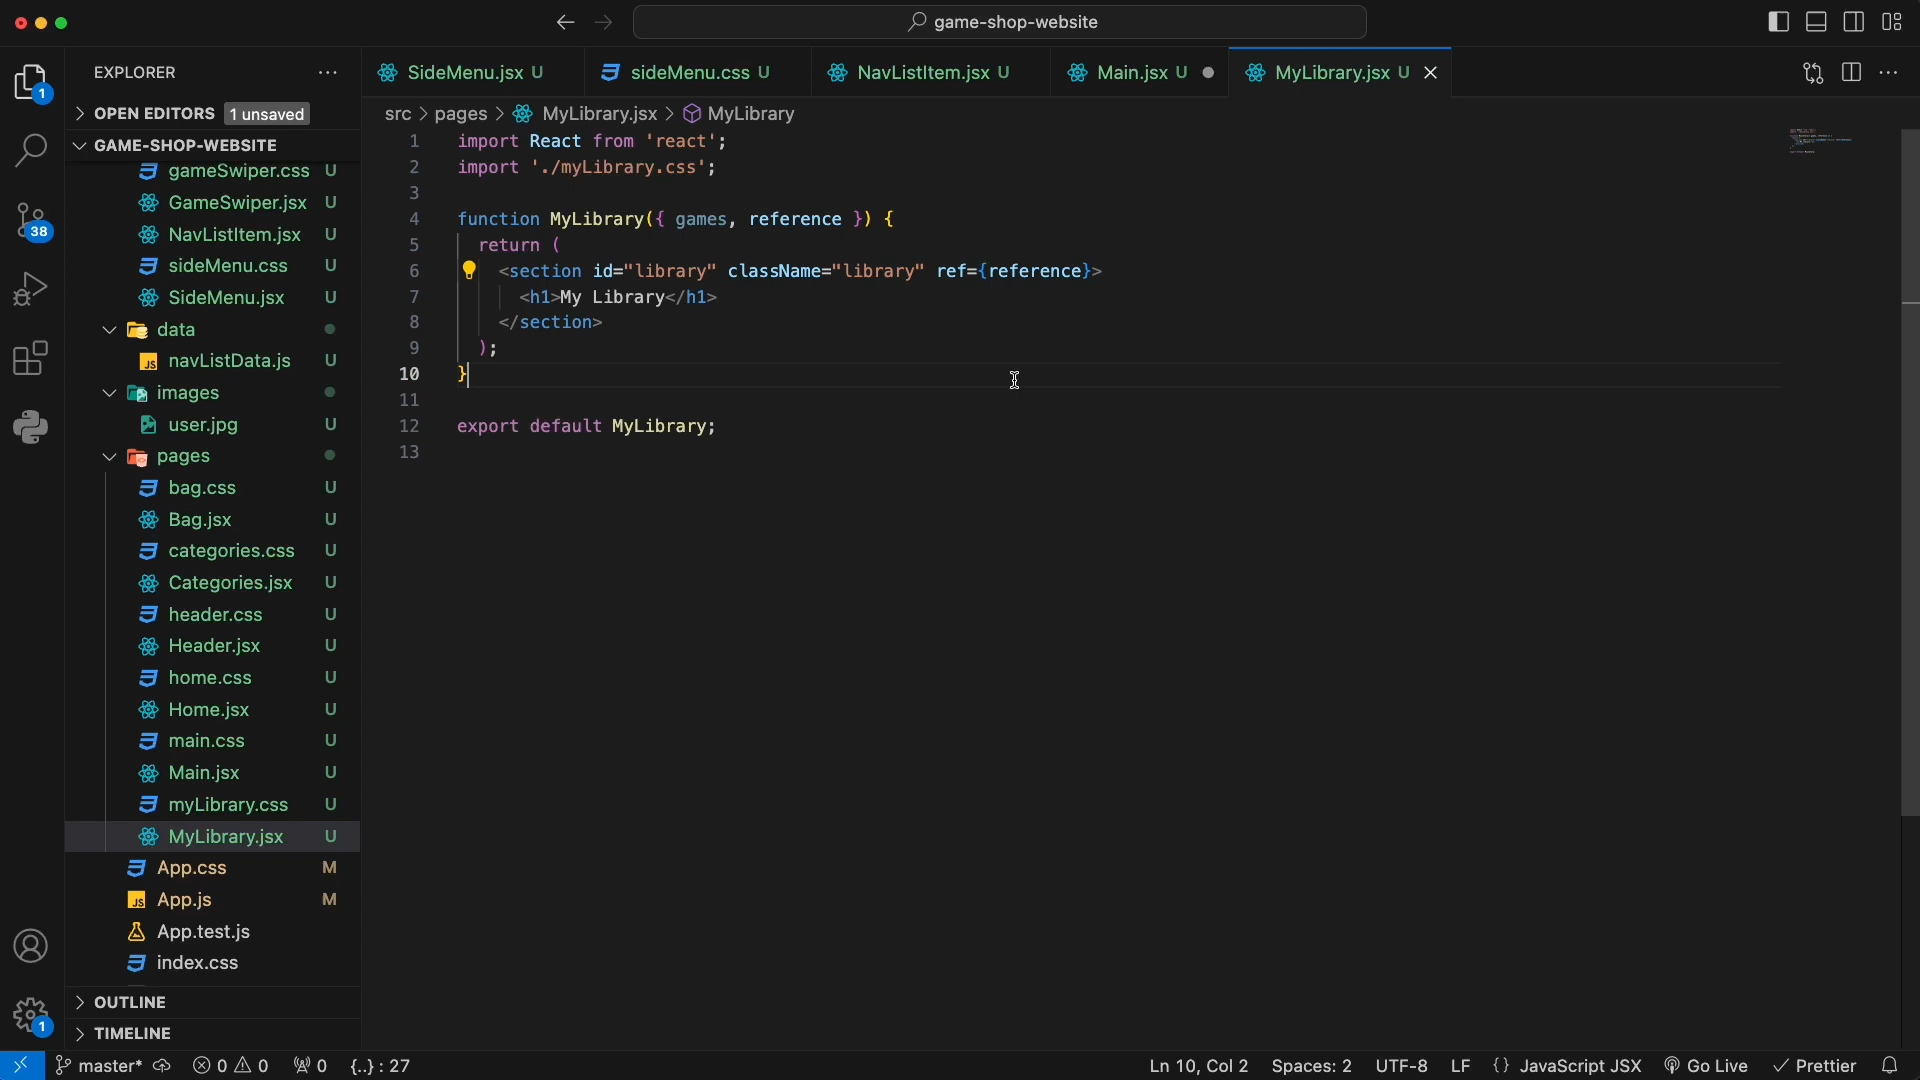 game-shop-website
EXPLORER
SideMenu.jsx U
sideMenu.css U
NavListItem.jsx U
Main.jsx U
MyLibrary.jsx U
1
OPEN EDITORS 1 unsaved
src > pages > MyLibrary.jsx > MyLibrary
GAME-SHOP-WEBSITE
gameSwiper.css U
GameSwiper.jsx U
38
NavListItem.jsx U
sideMenu.css U
SideMenu.jsx U
data
JS navListData.js U
images
user.jpg U
pages
bag.css U
Bag.jsx U
categories.css U
Categories.jsx U
header.css U
Header.jsx U
home.css U
Home.jsx U
main.css U
Main.jsx U
myLibrary.css U
MyLibrary.jsx U
App.css M
JS App.js M
App.test.js
index.css
OUTLINE
1
TIMELINE
1 import React from 'react';
2 import './myLibrary.css';
3
4 function MyLibrary({ games, reference }) {
5 return (
6 <section id="library" className="library" ref={reference}>
7 <h1>My Library</h1>
8 </section>
9 );
10 }
11
12 export default MyLibrary;
13
master* 0 0 0 {..} : 27
Ln 10, Col 2 Spaces: 2 UTF-8 LF {} JavaScript JSX Go Live Prettier